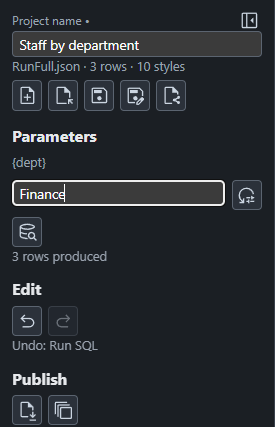 Project name •
Staff by department
RunFull.json · 3 rows · 10 styles
Parameters
{dept}
Finance
3 rows produced
Edit
Undo: Run SQL
Publish